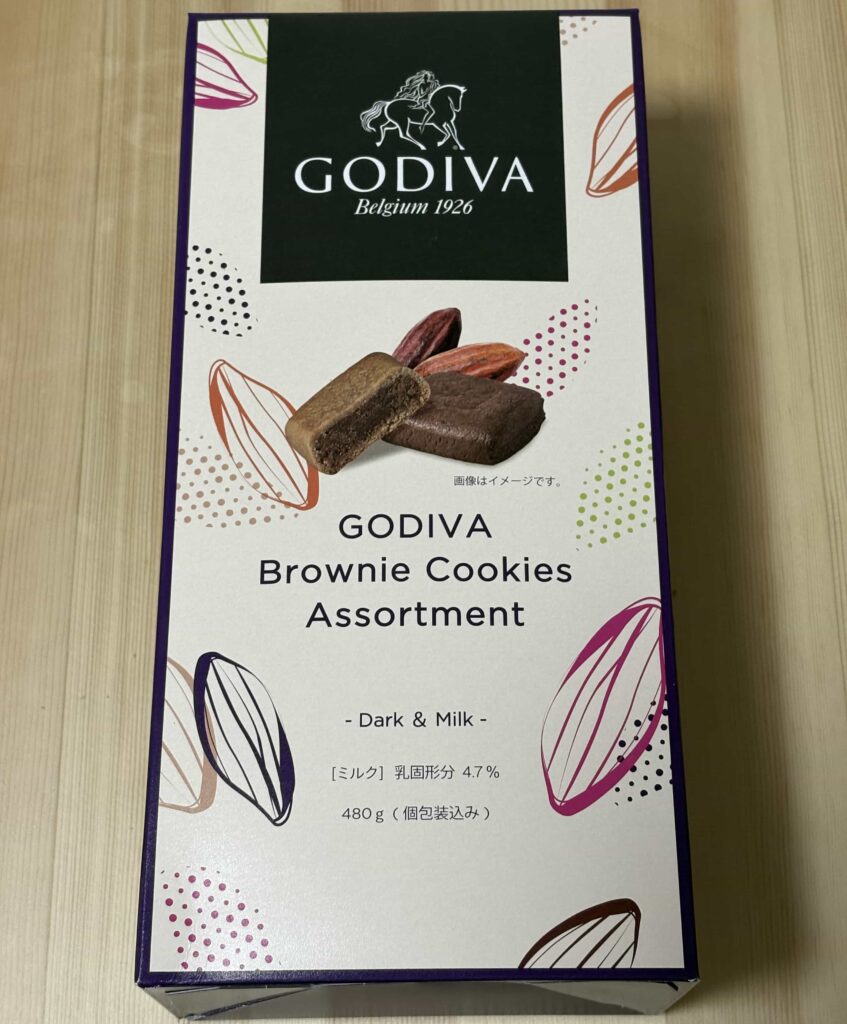 GODIVA
Belgium 1926
画像はイメージです。
GODIVA
Brownie Cookies
Assortment
- Dark & Milk -
[ミルク] 乳固形分 4.7%
480g (個包装込み)